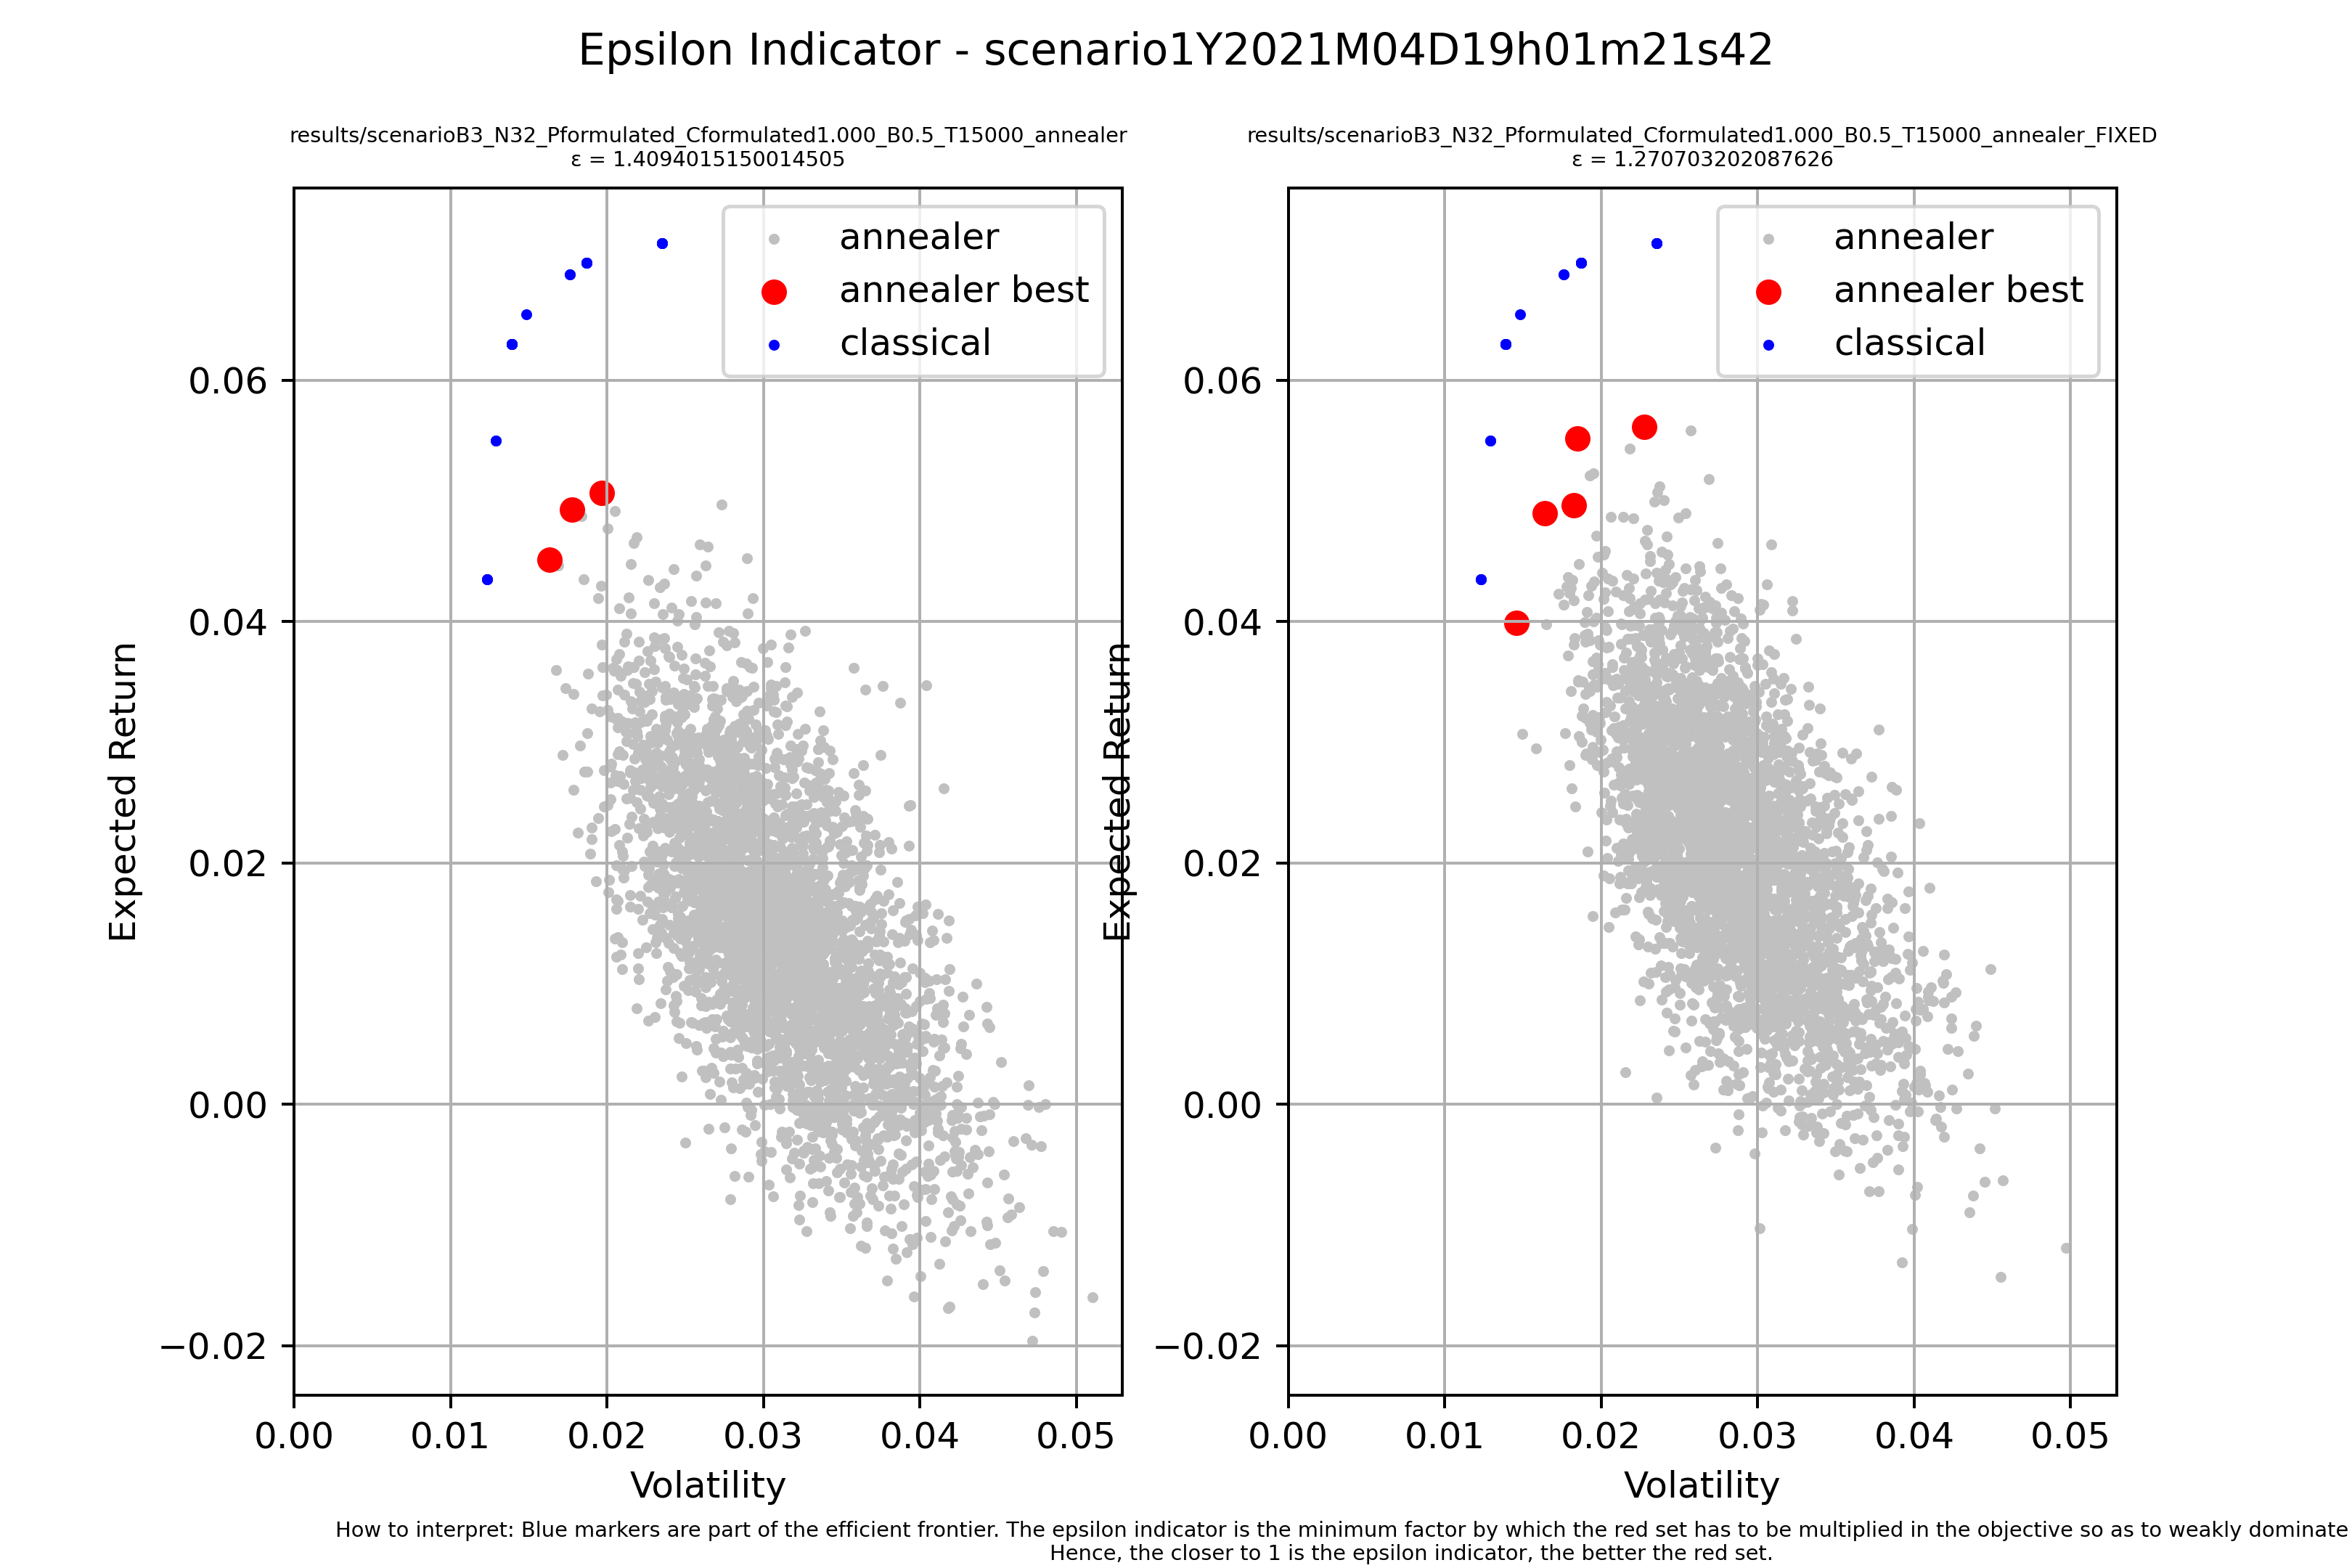 Epsilon Indicator - scenario1Y2021M04D19h01m21s42
results/scenarioB3_N32_Pformulated_Cformulated1.000_B0.5_T15000_annealer
ε = 1.4094015150014505
annealer
annealer best
classical
0.06
0.04
0.02
0.00
−0.02
Expected Return
0.00 0.01 0.02 0.03 0.04 0.05
Volatility
results/scenarioB3_N32_Pformulated_Cformulated1.000_B0.5_T15000_annealer_FIXED
ε = 1.270703202087626
annealer
annealer best
classical
0.06
0.04
0.02
0.00
−0.02
Expected Return
0.00 0.01 0.02 0.03 0.04 0.05
Volatility
How to interpret: Blue markers are part of the efficient frontier. The epsilon indicator is the minimum factor by which the red set has to be multiplied in the objective so as to weakly dominate
Hence, the closer to 1 is the epsilon indicator, the better the red set.